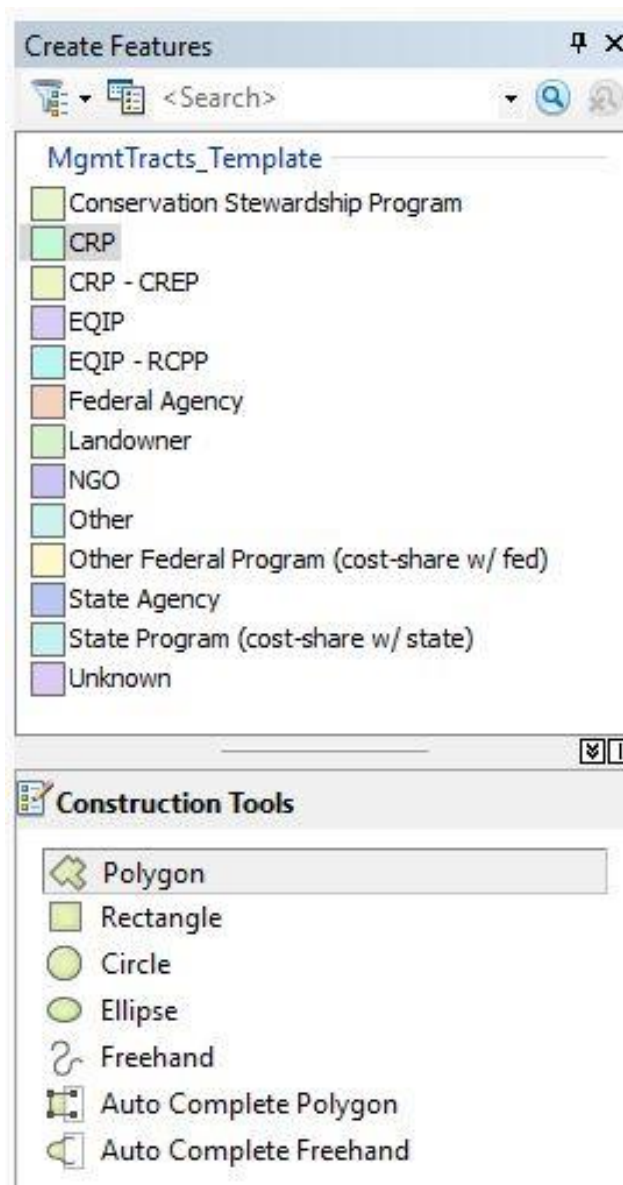 Create Features
<Search>
MgmtTracts_Template
Conservation Stewardship Program
CRP
CRP - CREP
EQIP
EQIP - RCPP
Federal Agency
Landowner
NGO
Other
Other Federal Program (cost-share w/ fed)
State Agency
State Program (cost-share w/ state)
Unknown
Construction Tools
Polygon
Rectangle
Circle
Ellipse
Freehand
Auto Complete Polygon
Auto Complete Freehand